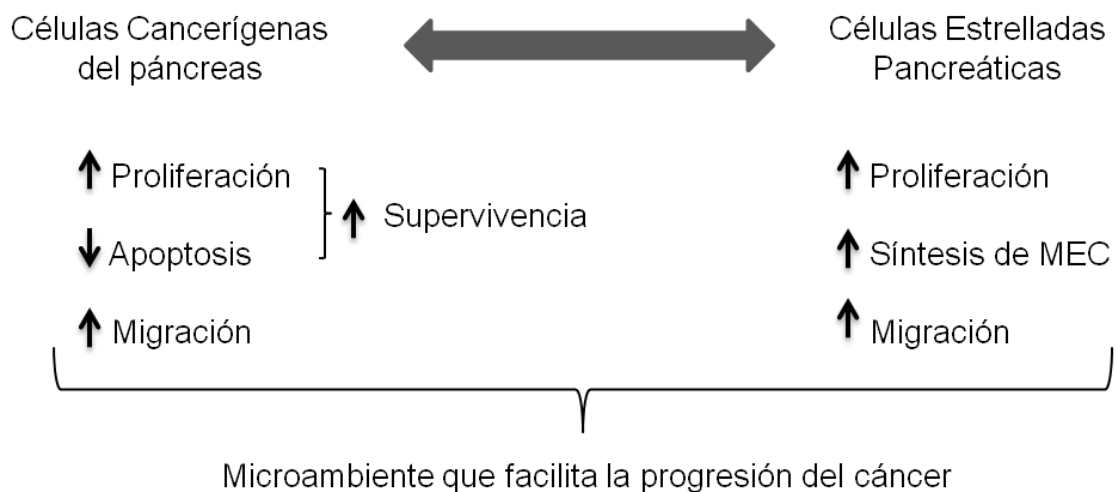 Células Cancerígenas
del páncreas
Células Estrelladas
Pancreáticas
Proliferación
Apoptosis
Supervivencia
Migración
Proliferación
Síntesis de MEC
Migración
Microambiente que facilita la progresión del cáncer